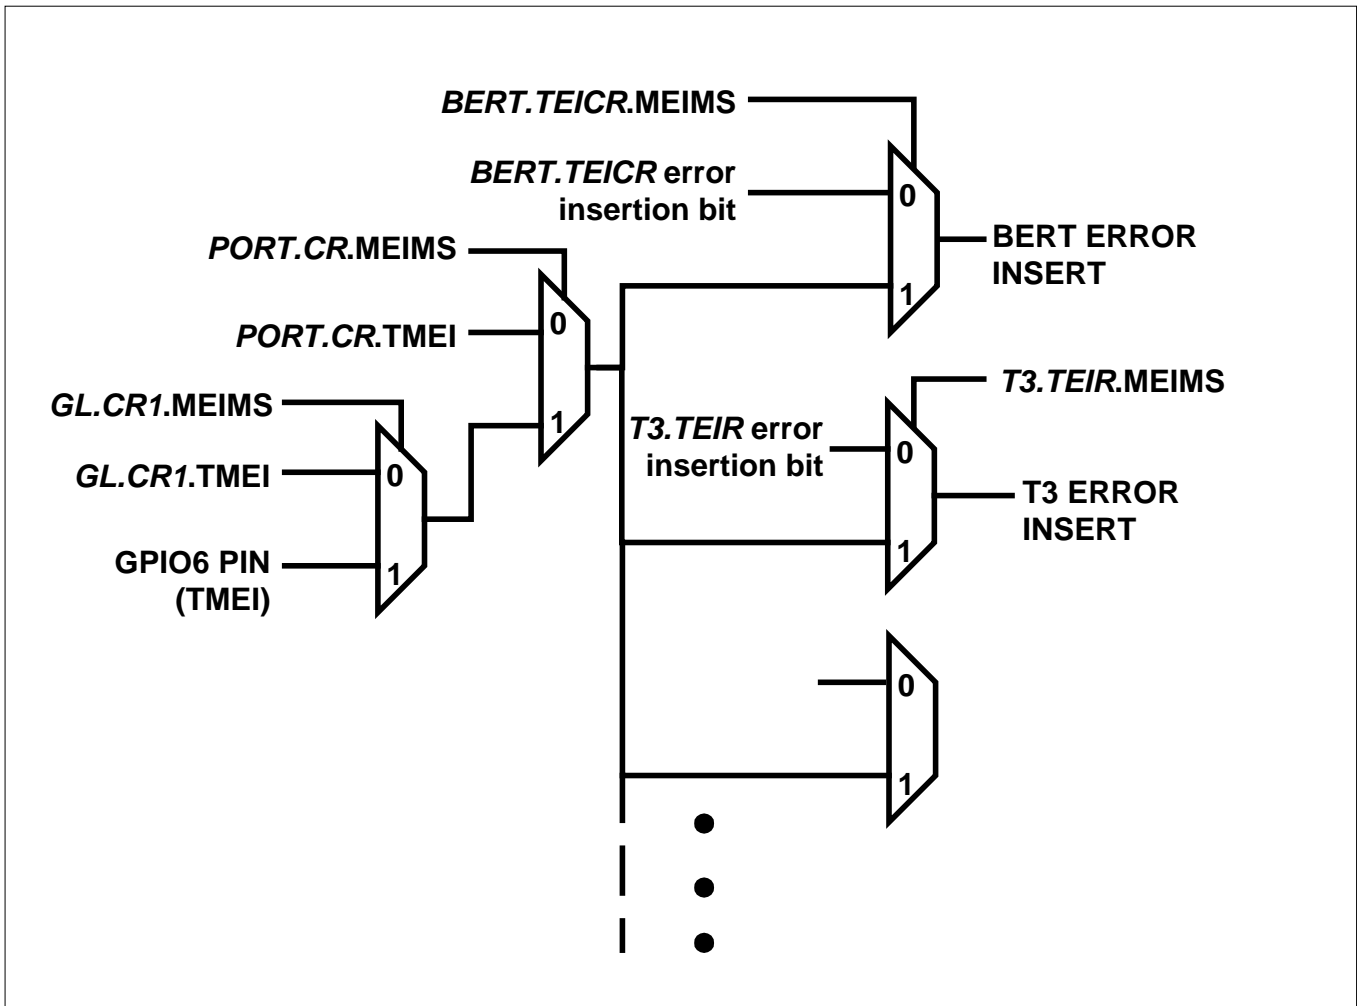 BERT.TEICR.MEIMS
BERT.TEICR error
insertion bit
0
1
BERT ERROR
INSERT
PORT.CR.MEIMS
PORT.CR.TMEI
0
1
GL.CR1.MEIMS
GL.CR1.TMEI
0
GPIO6 PIN
(TMEI)
1
T3.TEIR.MEIMS
T3.TEIR error
insertion bit
0
1
T3 ERROR
INSERT
0
1